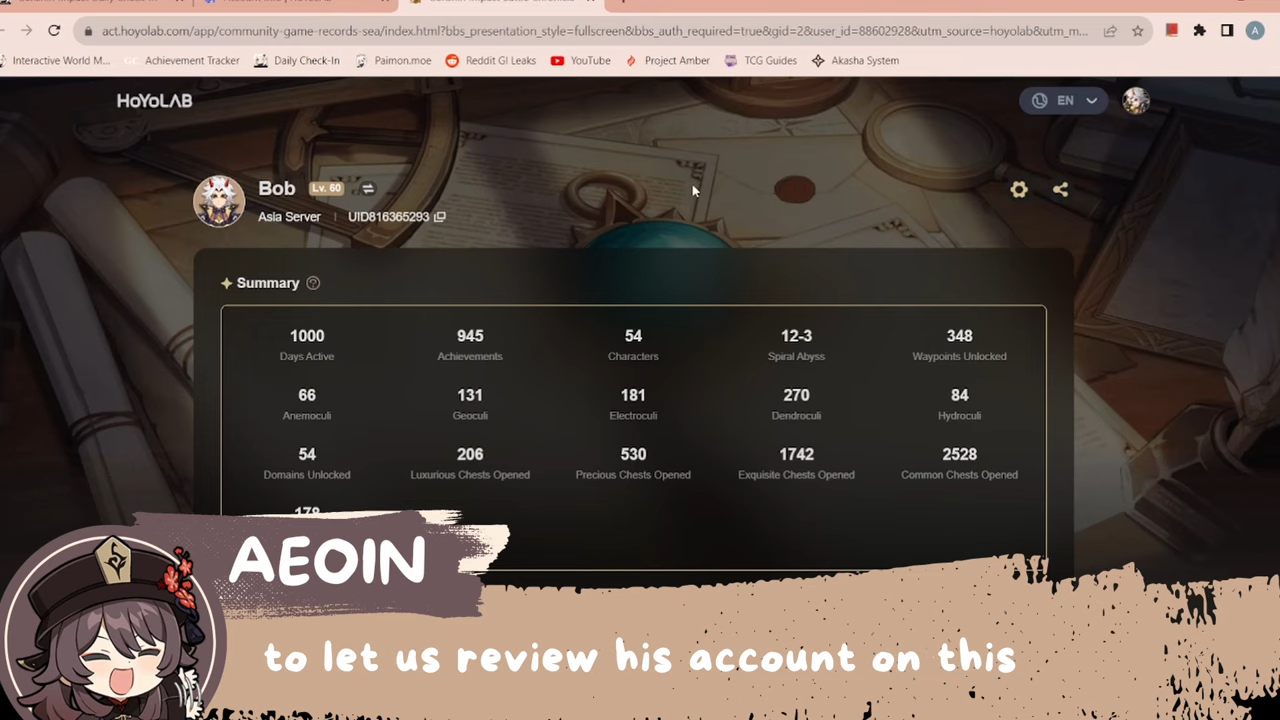 act.hoyolab.com/app/community-game-records-sea/index.html?bbs_presentation_style=fullscreen&bbs_auth_required=true&gid=2&user_id=88602928&utm_source=hoyolab&utm_m...
A
Interactive World M...
Achievement Tracker
Daily Check-In
Paimon.moe
Reddit GI Leaks
YouTube
Project Amber
TCG Guides
Akasha System
HoYoLAB
EN
Bob Lv. 60
Asia Server | UID816365293
Summary
1000 945 54 12-3 348
Days Active Achievements Characters Spiral Abyss Waypoints Unlocked
66 131 181 270 84
Anemoculi Geoculi Electroculi Dendroculi Hydroculi
54 206 530 1742 2528
Domains Unlocked Luxurious Chests Opened Precious Chests Opened Exquisite Chests Opened Common Chests Opened
AEOIN
to let us review his account on this